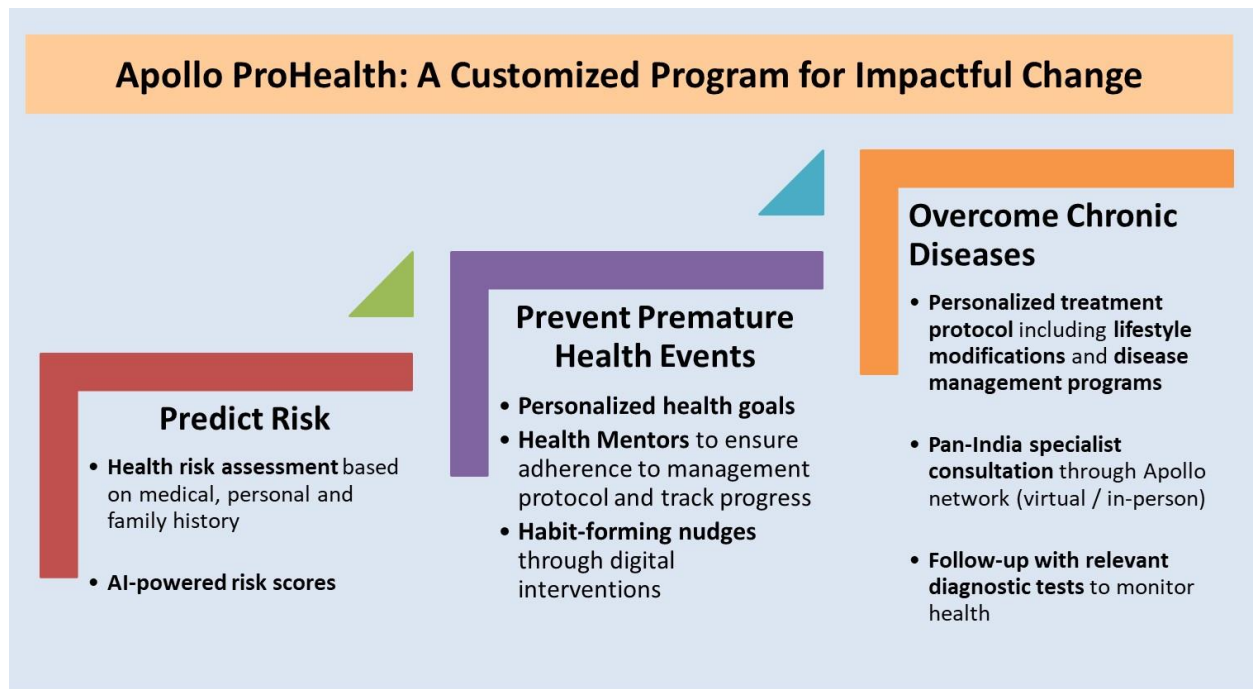 Apollo ProHealth: A Customized Program for Impactful Change
Predict Risk
• Health risk assessment based
on medical, personal and
family history
• AI-powered risk scores
Prevent Premature
Health Events
• Personalized health goals
• Health Mentors to ensure
adherence to management
protocol and track progress
• Habit-forming nudges
through digital
interventions
Overcome Chronic
Diseases
• Personalized treatment
protocol including lifestyle
modifications and disease
management programs
• Pan-India specialist
consultation through Apollo
network (virtual / in-person)
• Follow-up with relevant
diagnostic tests to monitor
health